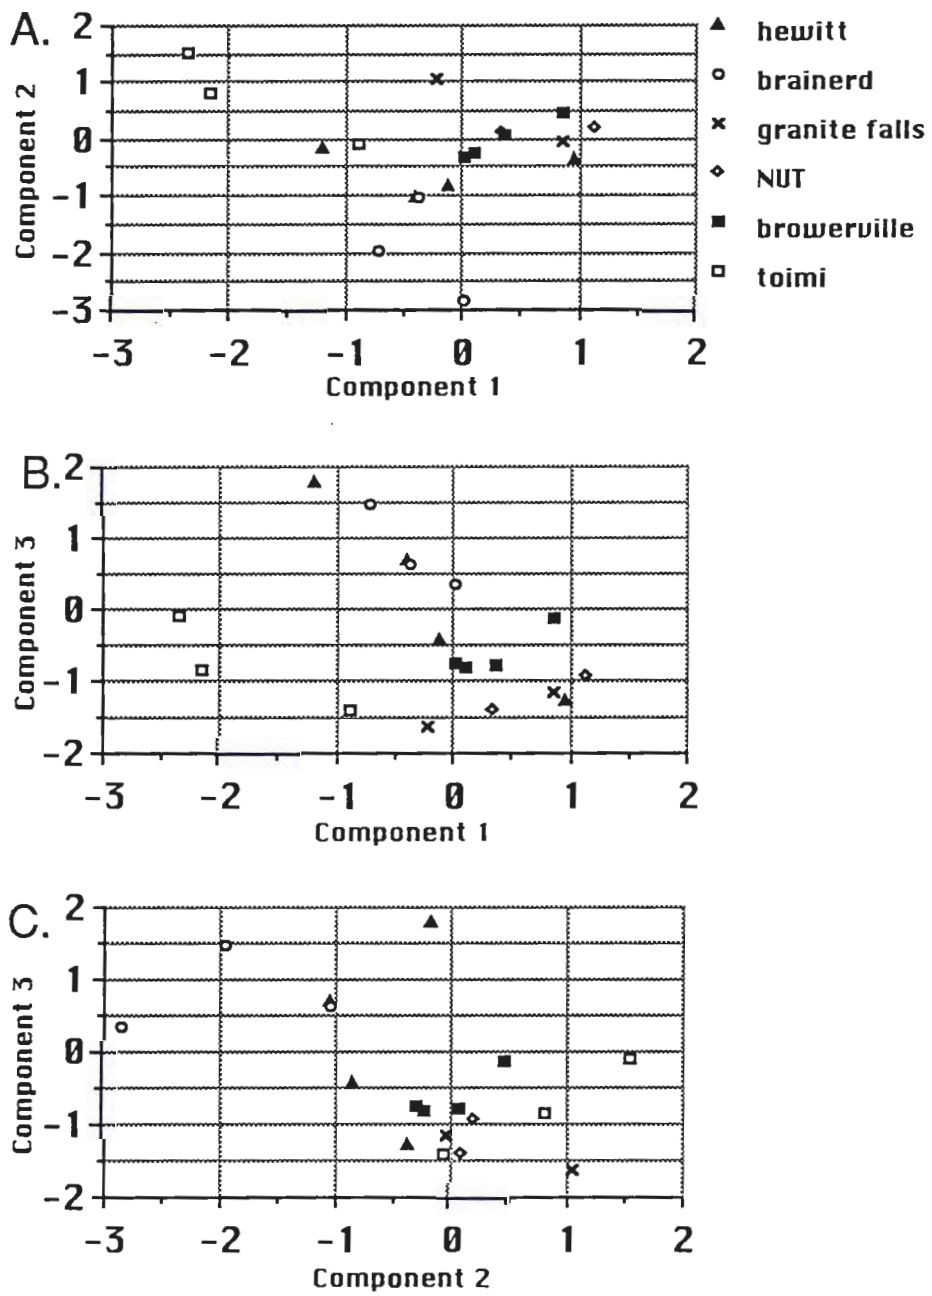 A.
2
1
0
-1
-2
-3
Component 2
-3 -2 -1 0 1 2
Component 1
hewitt
brainerd
granite falls
NUT
browerville
toimi
B.
2
1
0
-1
-2
Component 3
-3 -2 -1 0 1 2
Component 1
C.
2
1
0
-1
-2
Component 3
-3 -2 -1 0 1 2
Component 2